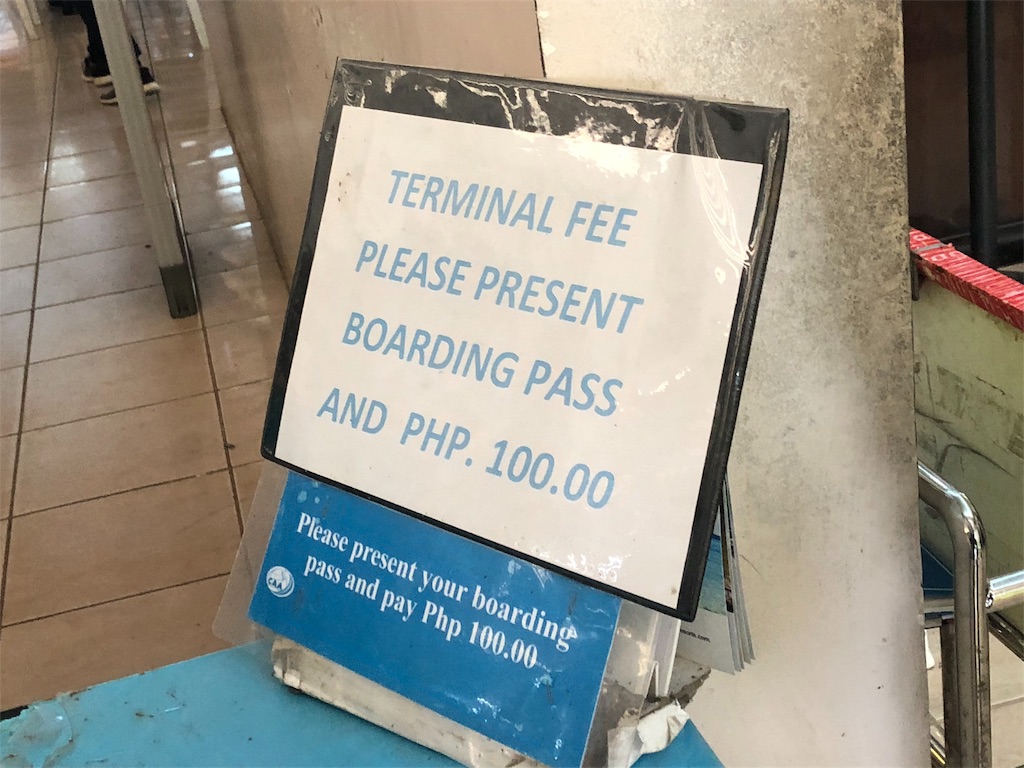 TERMINAL FEE
PLEASE PRESENT
BOARDING PASS
AND PHP. 100.00
Please present your boarding
pass and pay Php 100.00